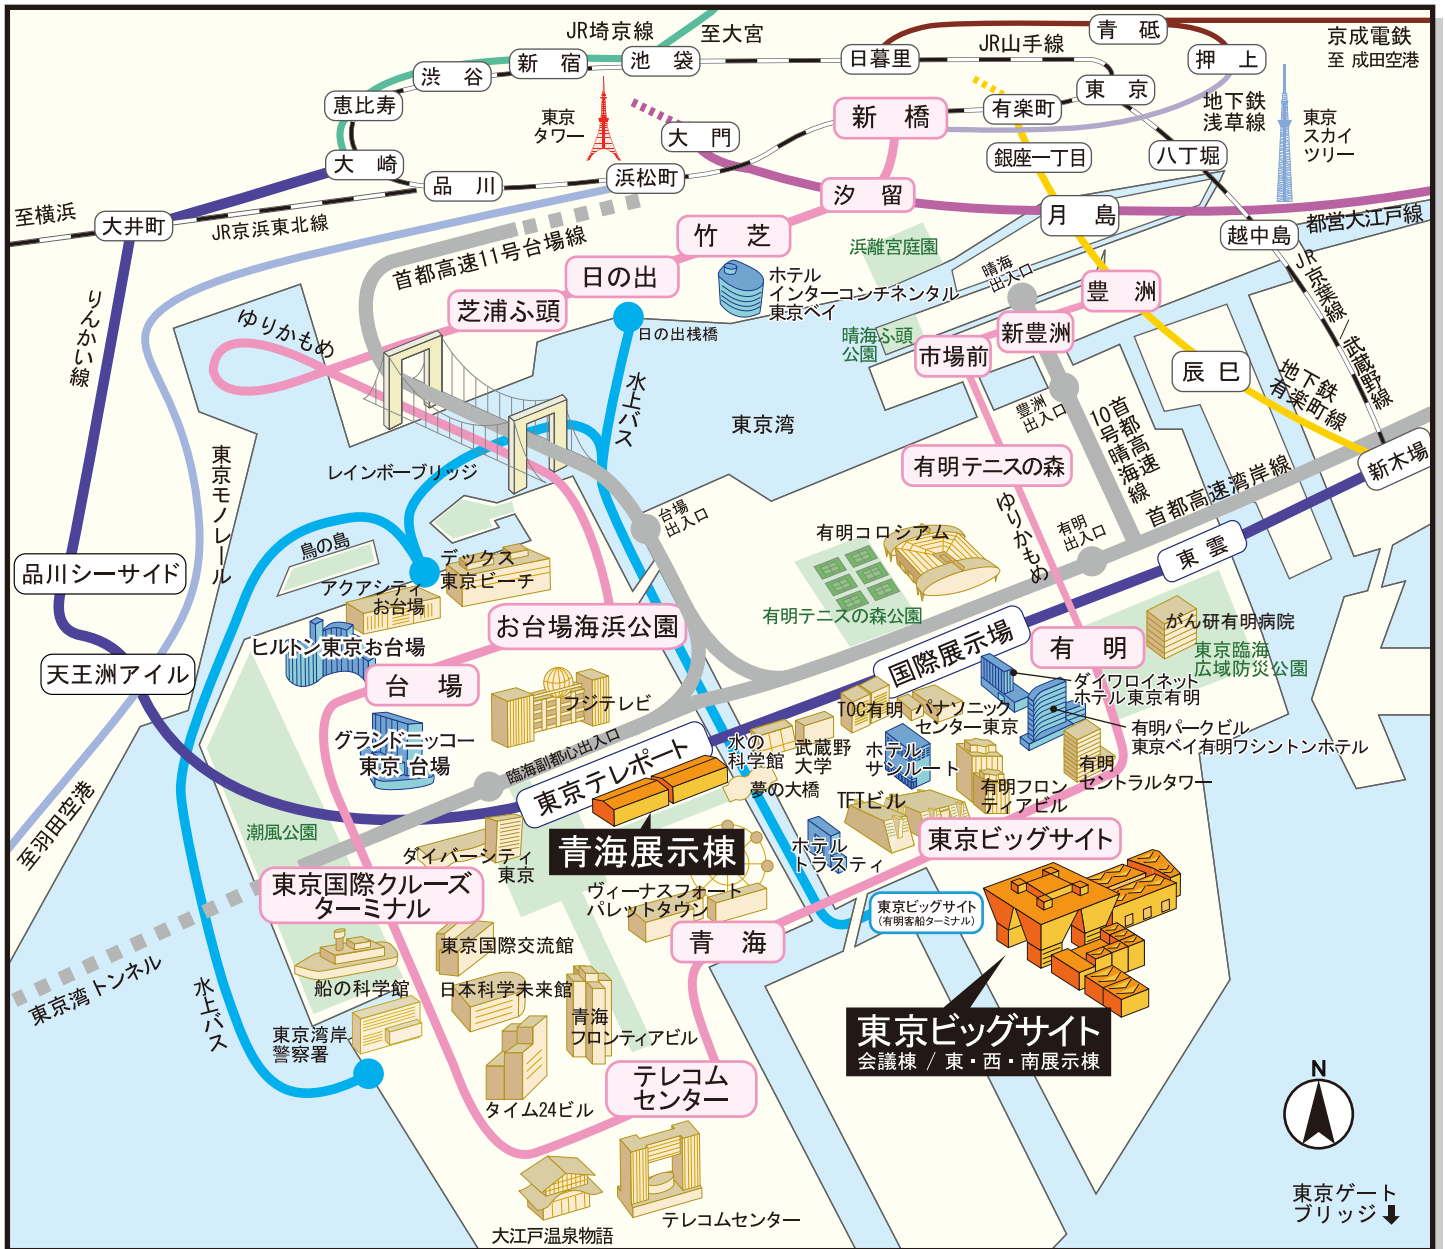 JR埼京線
至大宮
JR山手線
青砥
京成電鉄
至 成田空港
渋谷
新宿
池袋
日暮里
押上
恵比寿
東京
タワー
大門
新橋
有楽町
東京
地下鉄
浅草線
東京
スカイ
ツリー
大崎
品川
浜松町
銀座一丁目
八丁堀
至横浜
大井町
JR京浜東北線
汐留
月島
越中島
都営大江戸線
首都高速11号台場線
竹芝
浜離宮庭園
日の出
ホテル
インターコンチネンタル
東京ベイ
晴海
出入口
豊洲
JR京葉線/武蔵野線
りんかい線
ゆりかもめ
芝浦ふ頭
日の出桟橋
晴海ふ頭
公園
新豊洲
市場前
辰巳
地下鉄
有楽町線
水上バス
東京湾
豊洲
出入口
首都高速
10号晴海線
新木場
レインボーブリッジ
東京モノレール
有明テニスの森
首都高速湾岸線
ゆりかもめ
台場
出入口
有明
出入口
有明コロシアム
東雲
鳥の島
デックス
東京ビーチ
品川シーサイド
アクアシティ
お台場
有明テニスの森公園
お台場海浜公園
国際展示場
有明
がん研有明病院
東京臨海
広域防災公園
ヒルトン東京お台場
天王洲アイル
台場
フジテレビ
TOC有明
パナソニック
センター東京
ダイワロイネット
ホテル東京有明
有明パークビル
東京ベイ有明ワシントンホテル
グランドニッコー
東京 台場
臨海副都心出入口
東京テレポート
水の
科学館
武蔵野
大学
ホテル
サンルート
有明
セントラルタワー
有明フロン
ティアビル
夢の大橋
TFTビル
至羽田空港
潮風公園
青海展示棟
ホテル
トラスティ
東京ビッグサイト
ダイバーシティ
東京
東京国際クルーズ
ターミナル
ヴィーナスフォート
パレットタウン
東京ビッグサイト
(有明客船ターミナル)
青海
東京国際交流館
東京湾トンネル
水上バス
船の科学館
日本科学未来館
青海
フロンティアビル
東京湾岸
警察署
東京ビッグサイト
会議棟 / 東・西・南展示棟
テレコム
センター
タイム24ビル
N
大江戸温泉物語
テレコムセンター
東京ゲート
ブリッジ